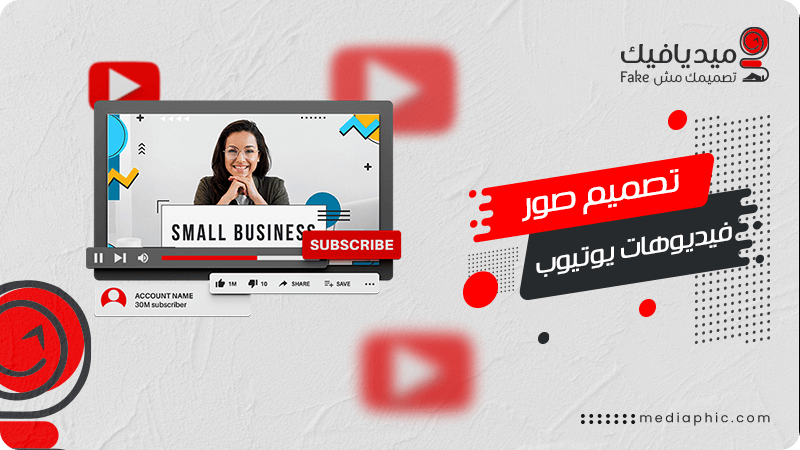 ميديافيك
تصميمك مش Fake
تصميم صور
فيديوهات يوتيوب
SMALL BUSINESS
SUBSCRIBE
1M 10 SHARE SAVE
ACCOUNT NAME
30M subscriber
mediaphic.com